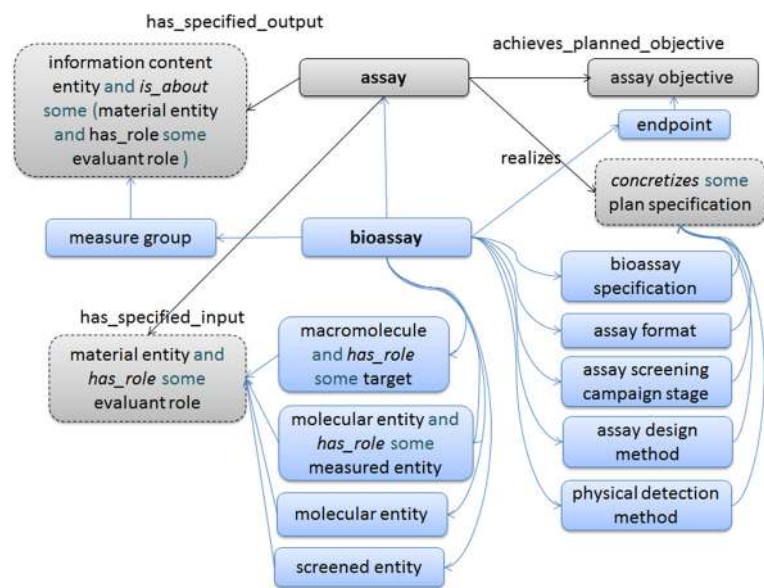 has_specified_output
achieves_planned_objective
information content
entity and is_about
some (material entity
and has_role some
evaluant role )
assay
assay objective
endpoint
realizes
concretizes some
plan specification
measure group
bioassay
bioassay
specification
assay format
assay screening
campaign stage
assay design
method
physical detection
method
has_specified_input
material entity and
has_role some
evaluant role
macromolecule
and has_role
some target
molecular entity and
has_role some
measured entity
molecular entity
screened entity